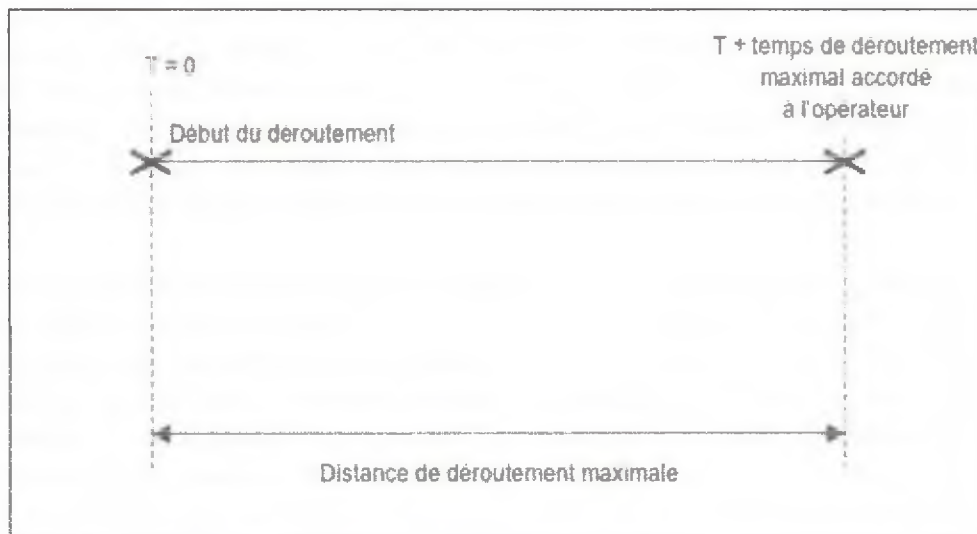 T = 0
T + temps de déroutement
maximal accordé
à l'opérateur
Début du déroutement
Distance de déroutement maximale